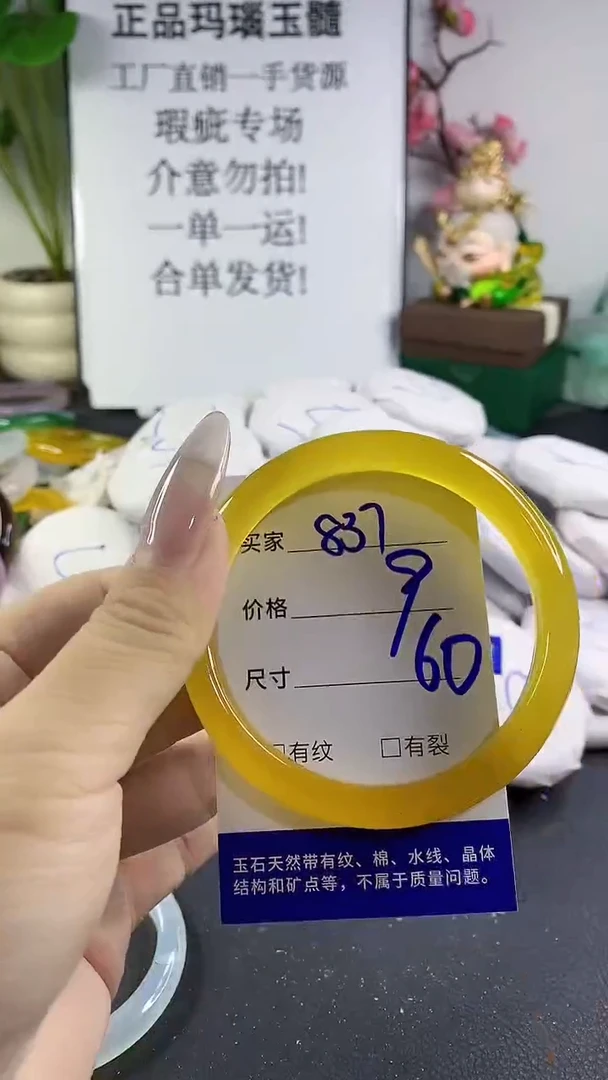 正品玛瑙玉髓
工厂直销一手货源
瑕疵专场
介意勿拍!
一单一运!
合单发货!
买家 837
价格 9
尺寸 60
□有纹 □有裂
玉石天然带有纹、棉、水线、晶体
结构和矿点等，不属于质量问题。